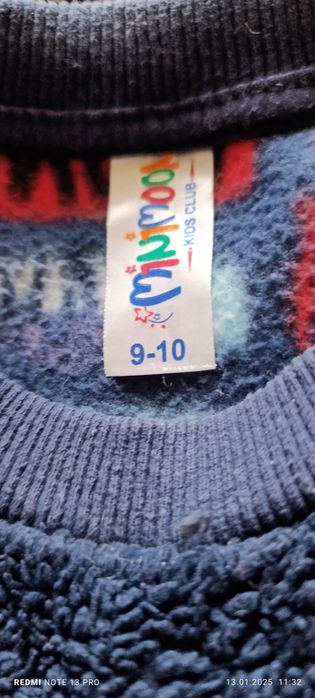 KIDS CLUB
9-10
REDMI NOTE 13 PRO
13.01.2025 11:32